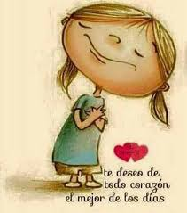 te deseo de,
todo corazón
el mejor de los días